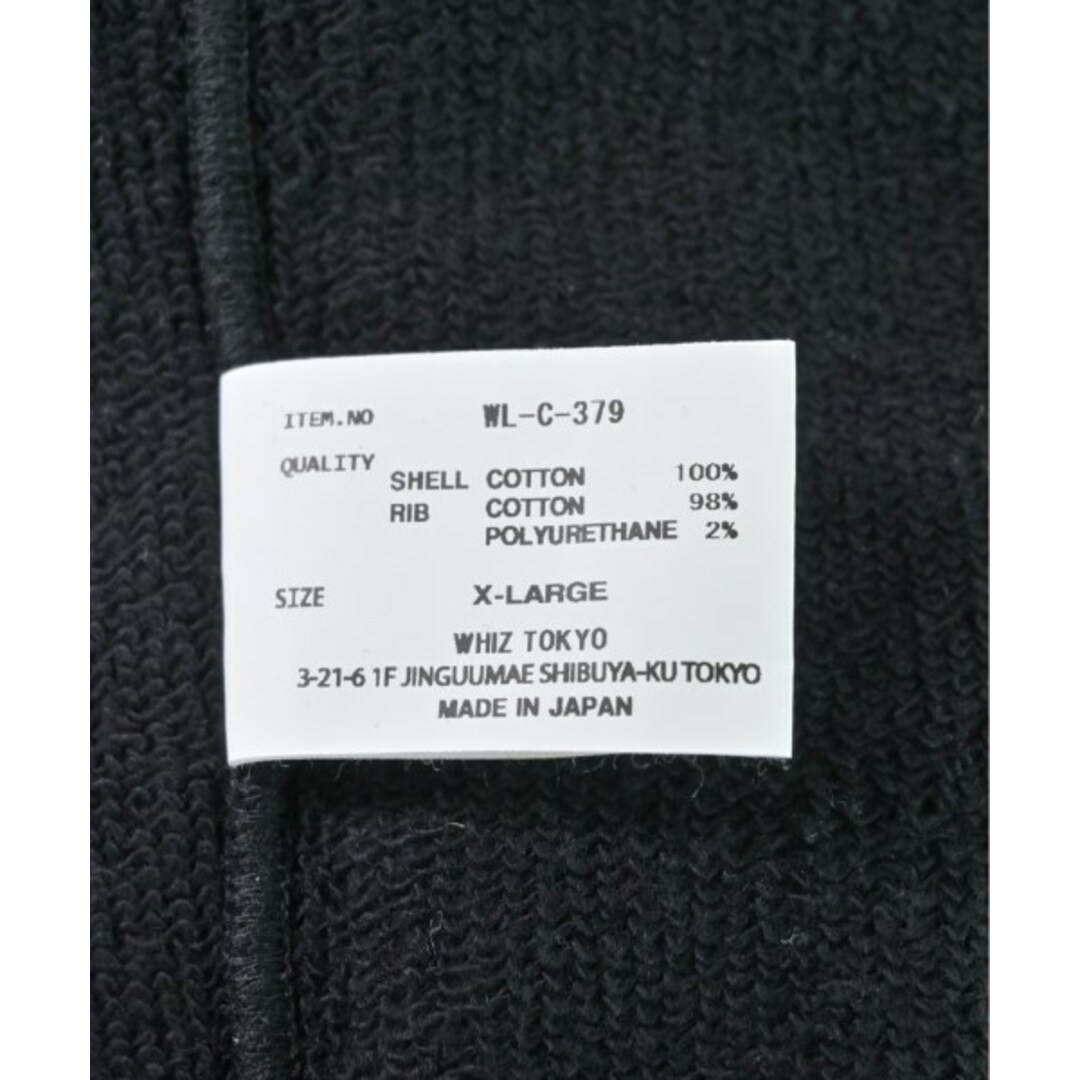 ITEM.NO WL-C-379
QUALITY
SHELL COTTON 100%
RIB COTTON 98%
POLYURETHANE 2%
SIZE X-LARGE
WHIZ TOKYO
3-21-6 1F JINGUUMAE SHIBUYA-KU TOKYO
MADE IN JAPAN